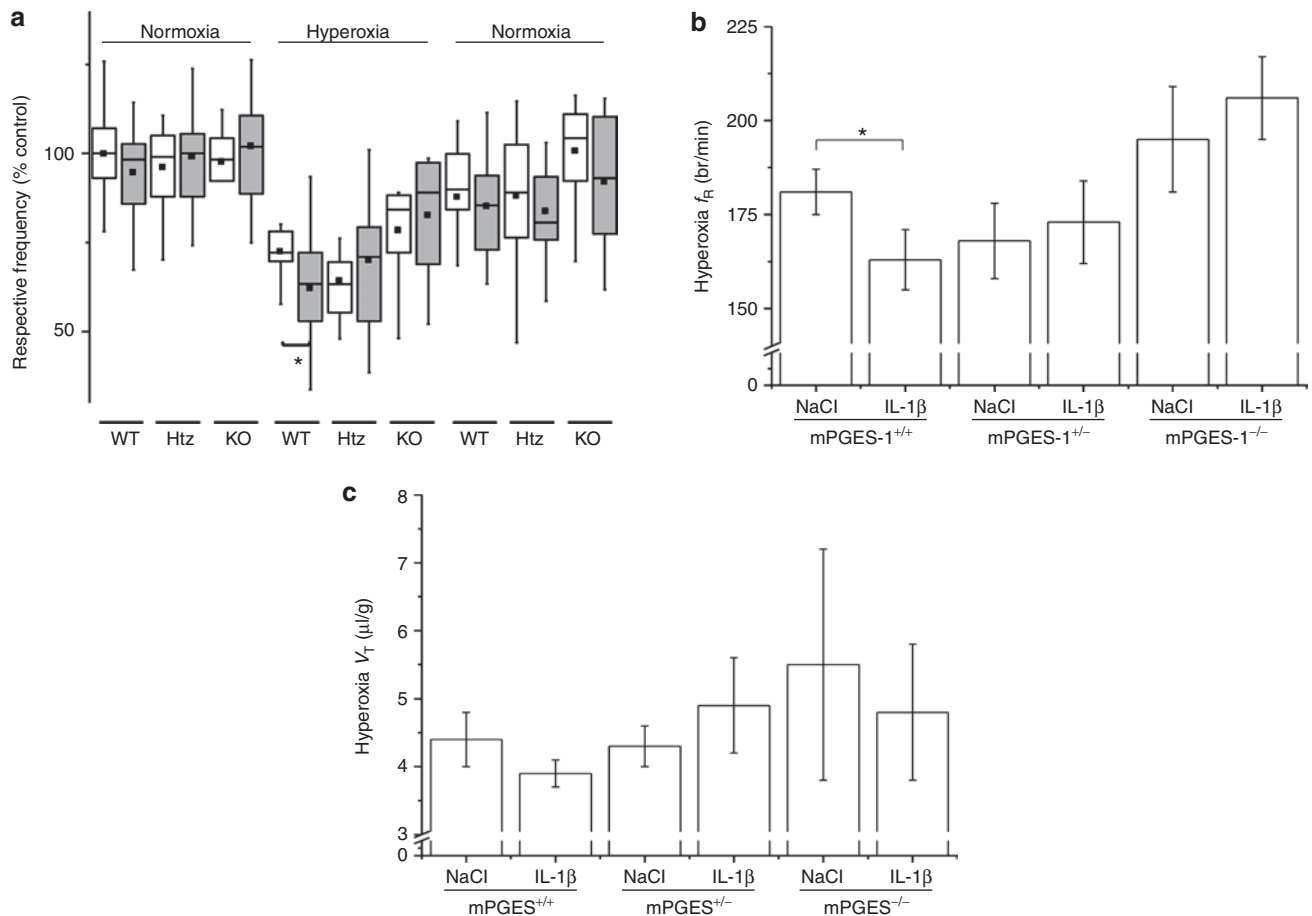 a
Normoxia Hyperoxia Normoxia
Respective frequency (% control)
100
50
*
WT Htz KO WT Htz KO WT Htz KO
b
Hyperoxia fR (br/min)
225
200
175
150
0
*
NaCl IL-1β NaCl IL-1β NaCl IL-1β
mPGES-1+/+ mPGES-1+/− mPGES-1−/−
c
Hyperoxia VT (μl/g)
8
7
6
5
4
3
0
NaCl IL-1β NaCl IL-1β NaCl IL-1β
mPGES+/+ mPGES+/− mPGES−/−